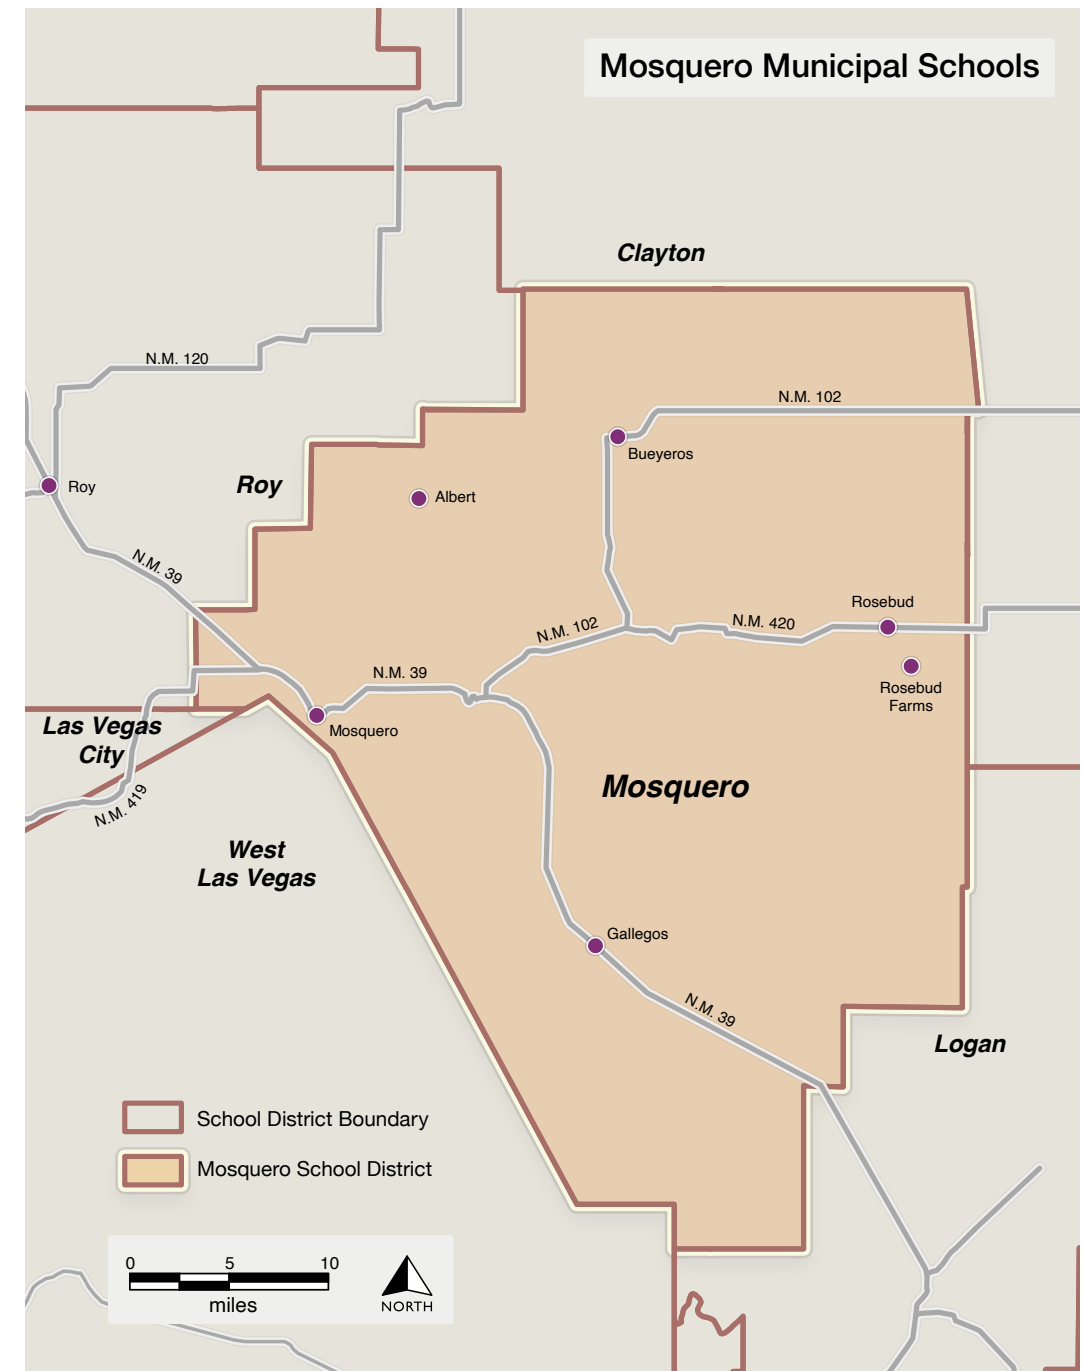 Mosquero Municipal Schools
Clayton
N.M. 120
N.M. 102
Bueyeros
Roy
Roy
Albert
N.M. 39
Rosebud
N.M. 102
N.M. 420
N.M. 39
Rosebud
Farms
Mosquero
Las Vegas
City
Mosquero
N.M. 419
West
Las Vegas
Gallegos
N.M. 39
Logan
School District Boundary
Mosquero School District
0 5 10
miles
NORTH